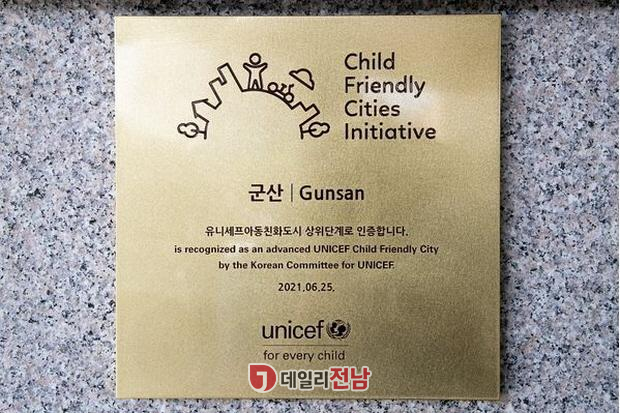 Child
Friendly
Cities
Initiative
군산 | Gunsan
유니세프아동친화도시 상위단계로 인증합니다.
is recognized as an advanced UNICEF Child Friendly City
by the Korean Committee for UNICEF.
2021.06.25.
unicef
for every child
데일리전남